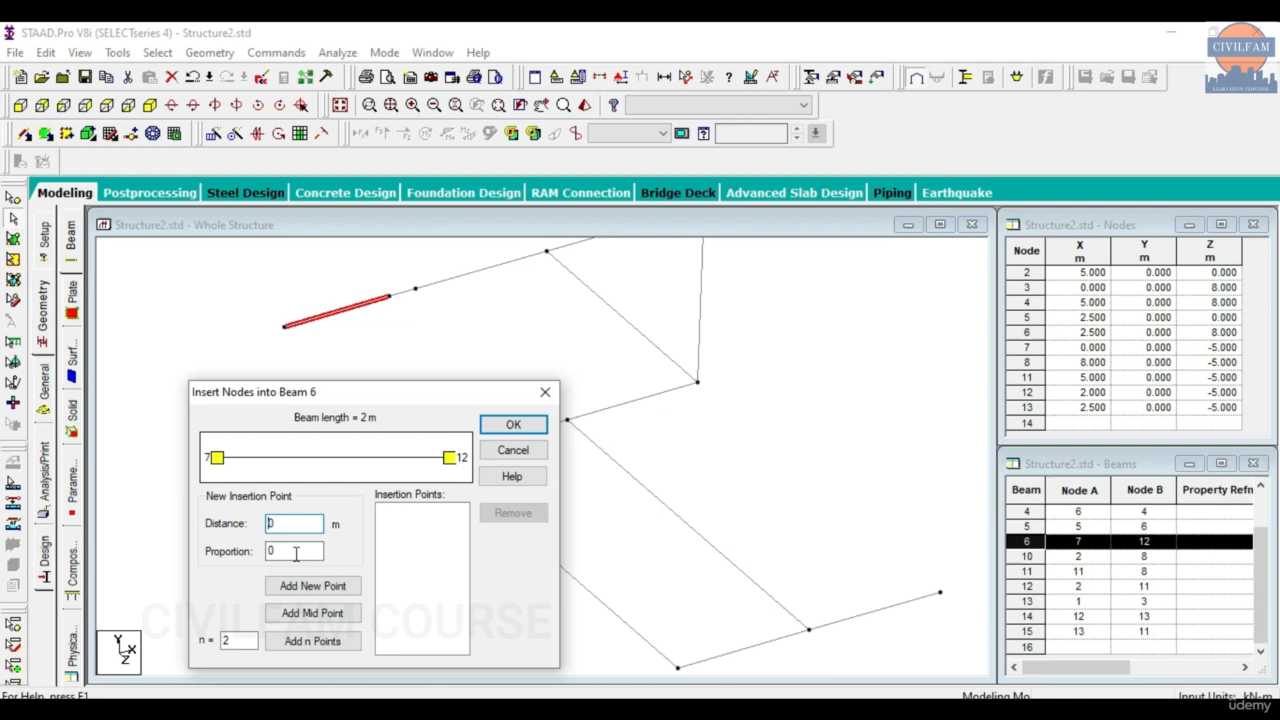 STAAD.Pro V8i (SELECTseries 4) - Structure2.std
CIVILFAM
File Edit View Tools Select Geometry Commands Analyze Mode Window Help
Modeling Postprocessing Steel Design Concrete Design Foundation Design RAM Connection Bridge Deck Advanced Slab Design Piping Earthquake
Setup
Geometry
General
Analysis/Print
Design
Beam
Plate
Surf...
Solid
Parame...
Compos...
Physica...
Structure2.std - Whole Structure
Insert Nodes into Beam 6
Beam length = 2 m
7 12
OK
Cancel
Help
New Insertion Point
Distance: 0 m
Proportion: 0
Insertion Points:
Remove
Add New Point
Add Mid Point
n = 2 Add n Points
CIVILFAM COURSE
Y
X
Z
Structure2.std - Nodes
Node X m Y m Z m
2 5.000 0.000 0.000
3 0.000 0.000 8.000
4 5.000 0.000 8.000
5 2.500 0.000 0.000
6 2.500 0.000 8.000
7 0.000 0.000 -5.000
8 8.000 0.000 -5.000
11 5.000 0.000 -5.000
12 2.000 0.000 -5.000
13 2.500 0.000 -5.000
14
Structure2.std - Beams
Beam Node A Node B Property Refn
4 6 4
5 5 6
6 7 12
10 2 8
11 11 8
12 2 11
13 1 3
14 12 13
15 13 11
16
For Help, press F1
Modeling Mo
Input Units: kN-m
udemy